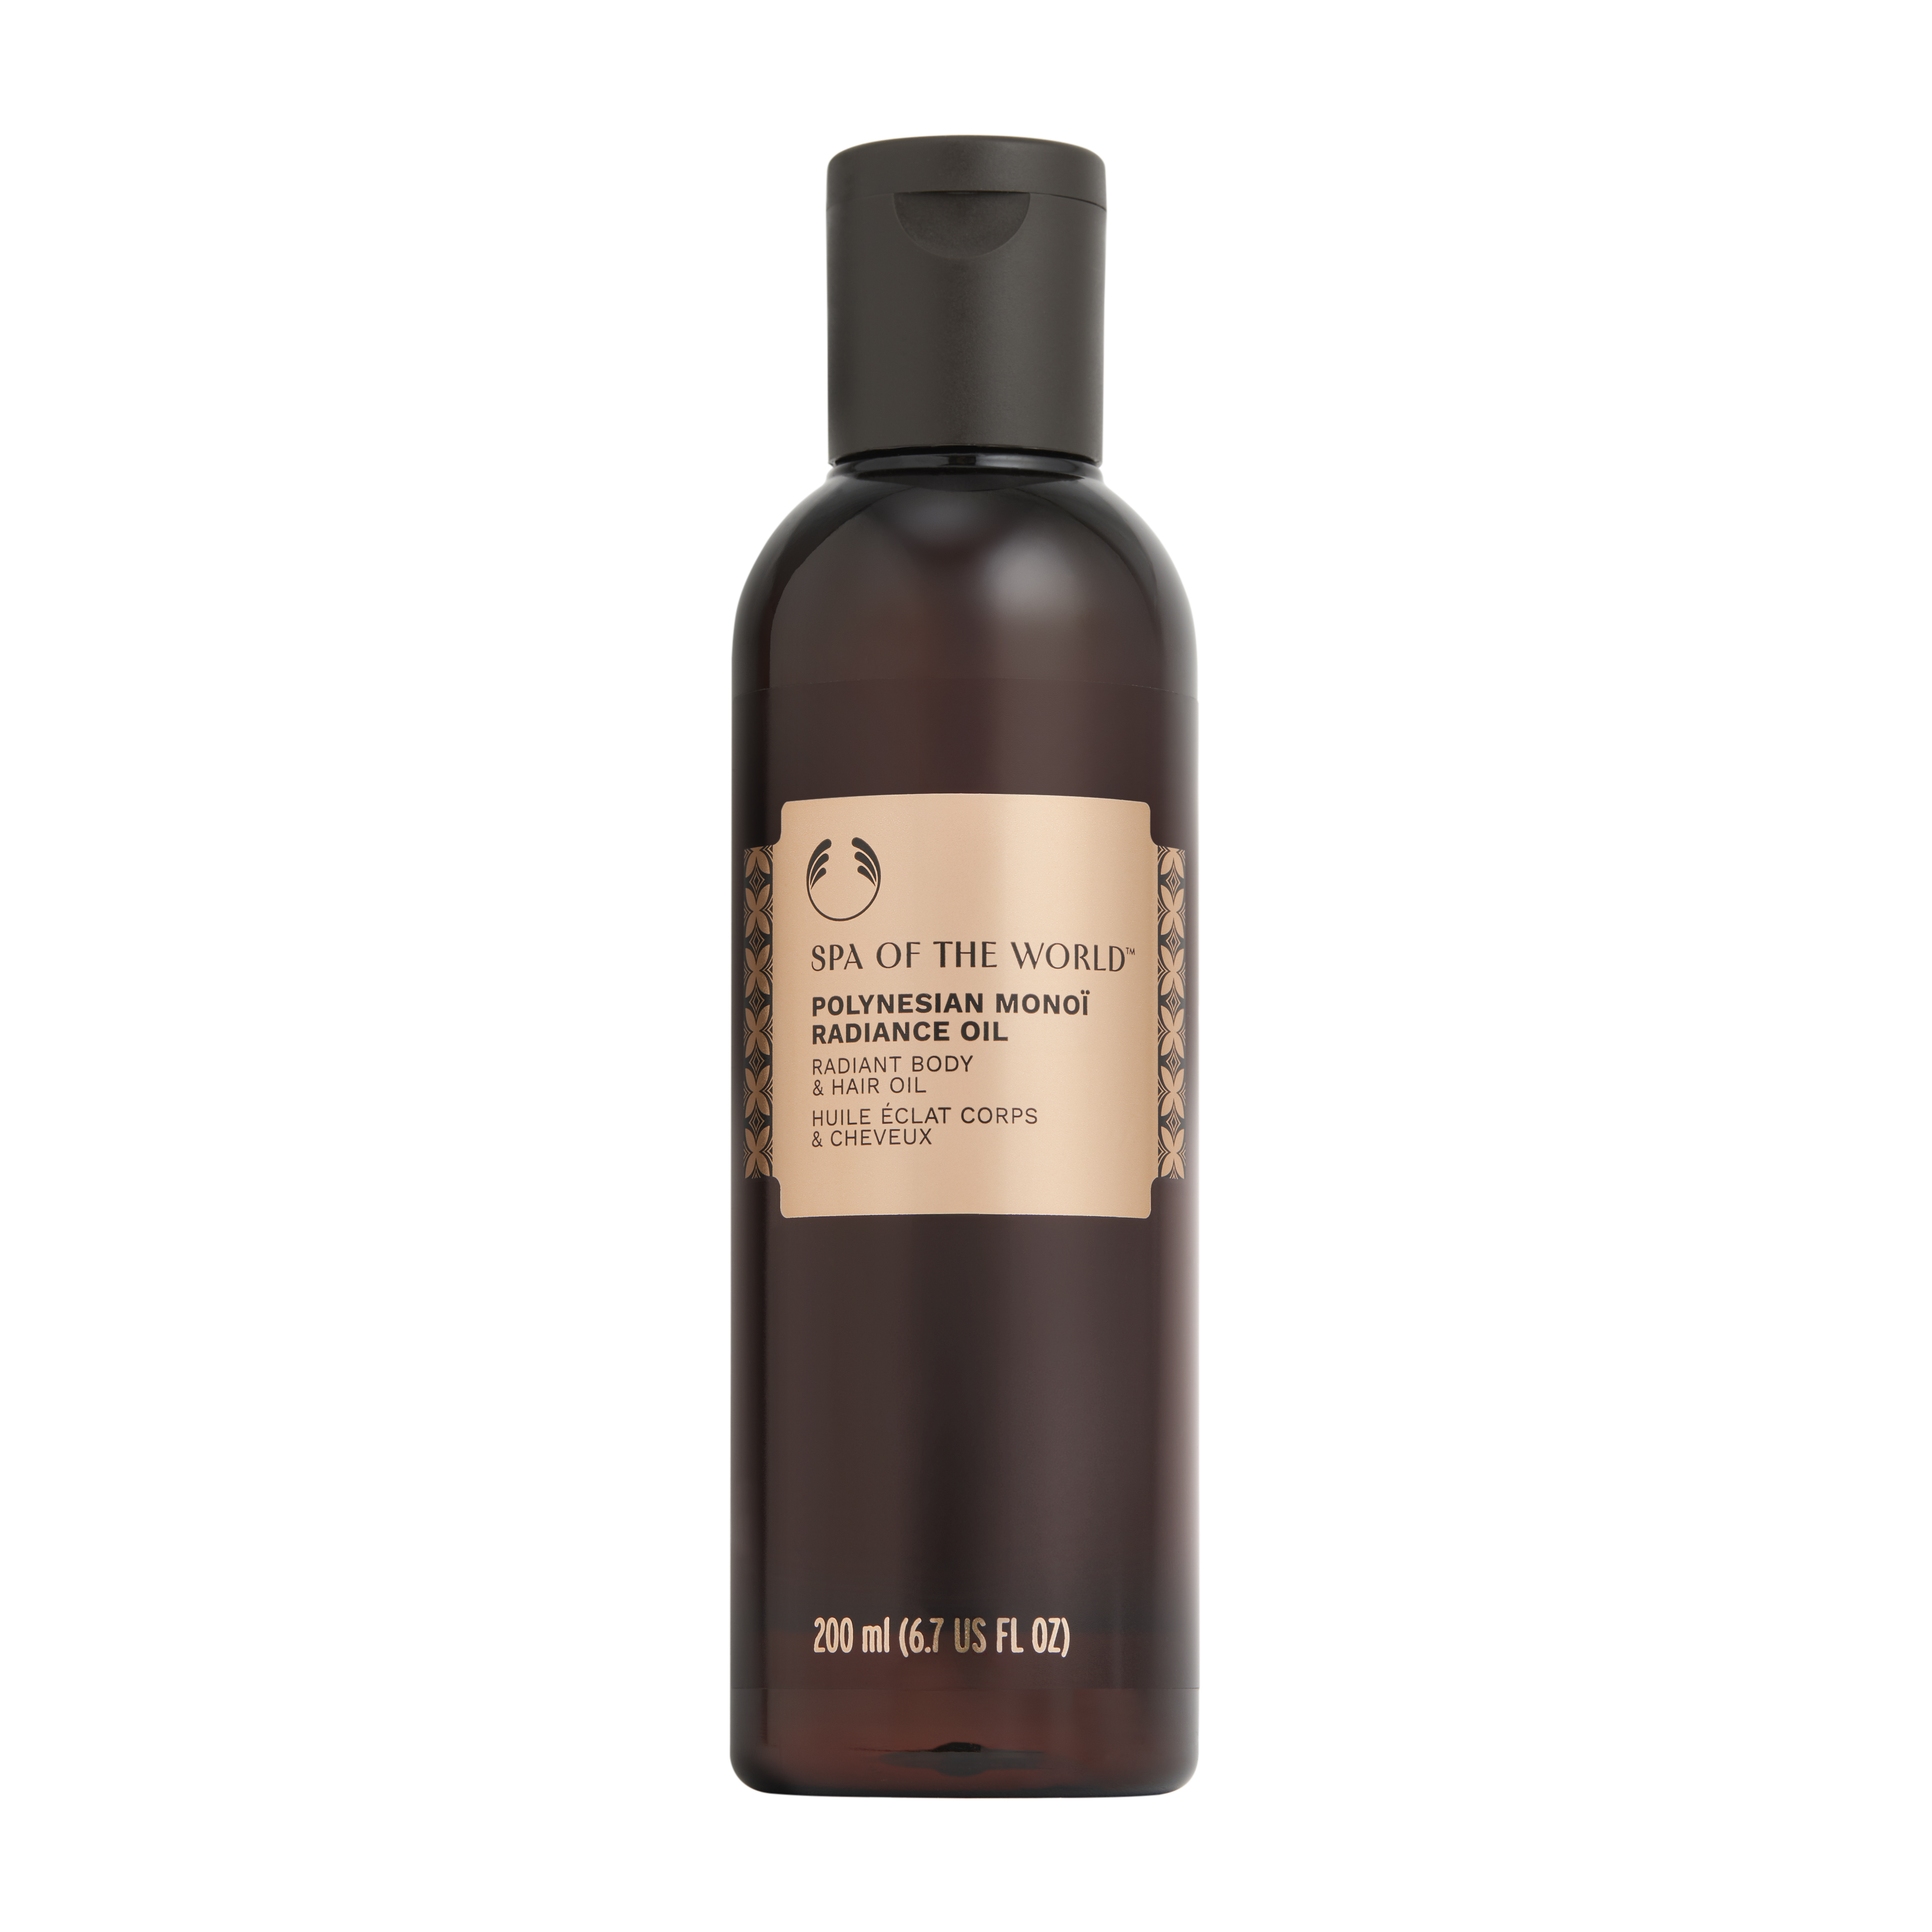 SPA OF THE WORLD™
POLYNESIAN MONOÏ
RADIANCE OIL
RADIANT BODY
& HAIR OIL
HUILE ÉCLAT CORPS
& CHEVEUX
200 ml (6.7 US FL OZ)